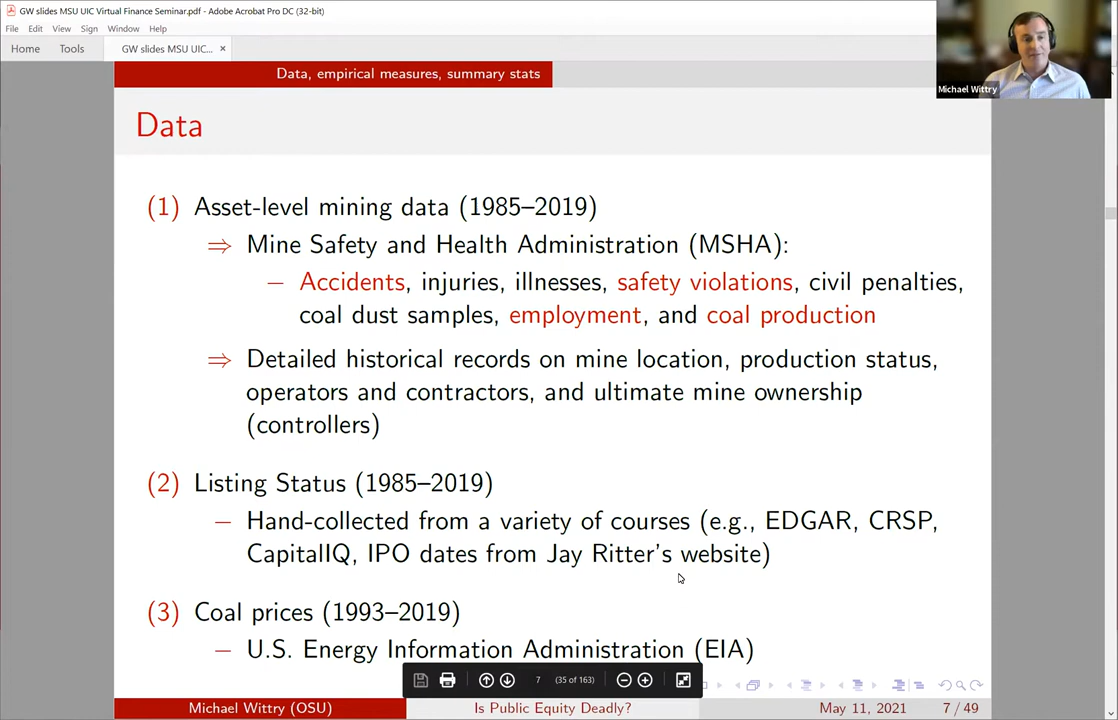 GW slides MSU UIC Virtual Finance Seminar.pdf - Adobe Acrobat Pro DC (32-bit)
File Edit View Sign Window Help
Home Tools GW slides MSU UIC... ×
Michael Wittry
Data, empirical measures, summary stats
Data
(1) Asset-level mining data (1985–2019)
⇒ Mine Safety and Health Administration (MSHA):
– Accidents, injuries, illnesses, safety violations, civil penalties,
coal dust samples, employment, and coal production
⇒ Detailed historical records on mine location, production status,
operators and contractors, and ultimate mine ownership
(controllers)
(2) Listing Status (1985–2019)
– Hand-collected from a variety of courses (e.g., EDGAR, CRSP,
CapitalIQ, IPO dates from Jay Ritter's website)
(3) Coal prices (1993–2019)
– U.S. Energy Information Administration (EIA)
7 (35 of 163)
Michael Wittry (OSU) Is Public Equity Deadly? May 11, 2021 7 / 49